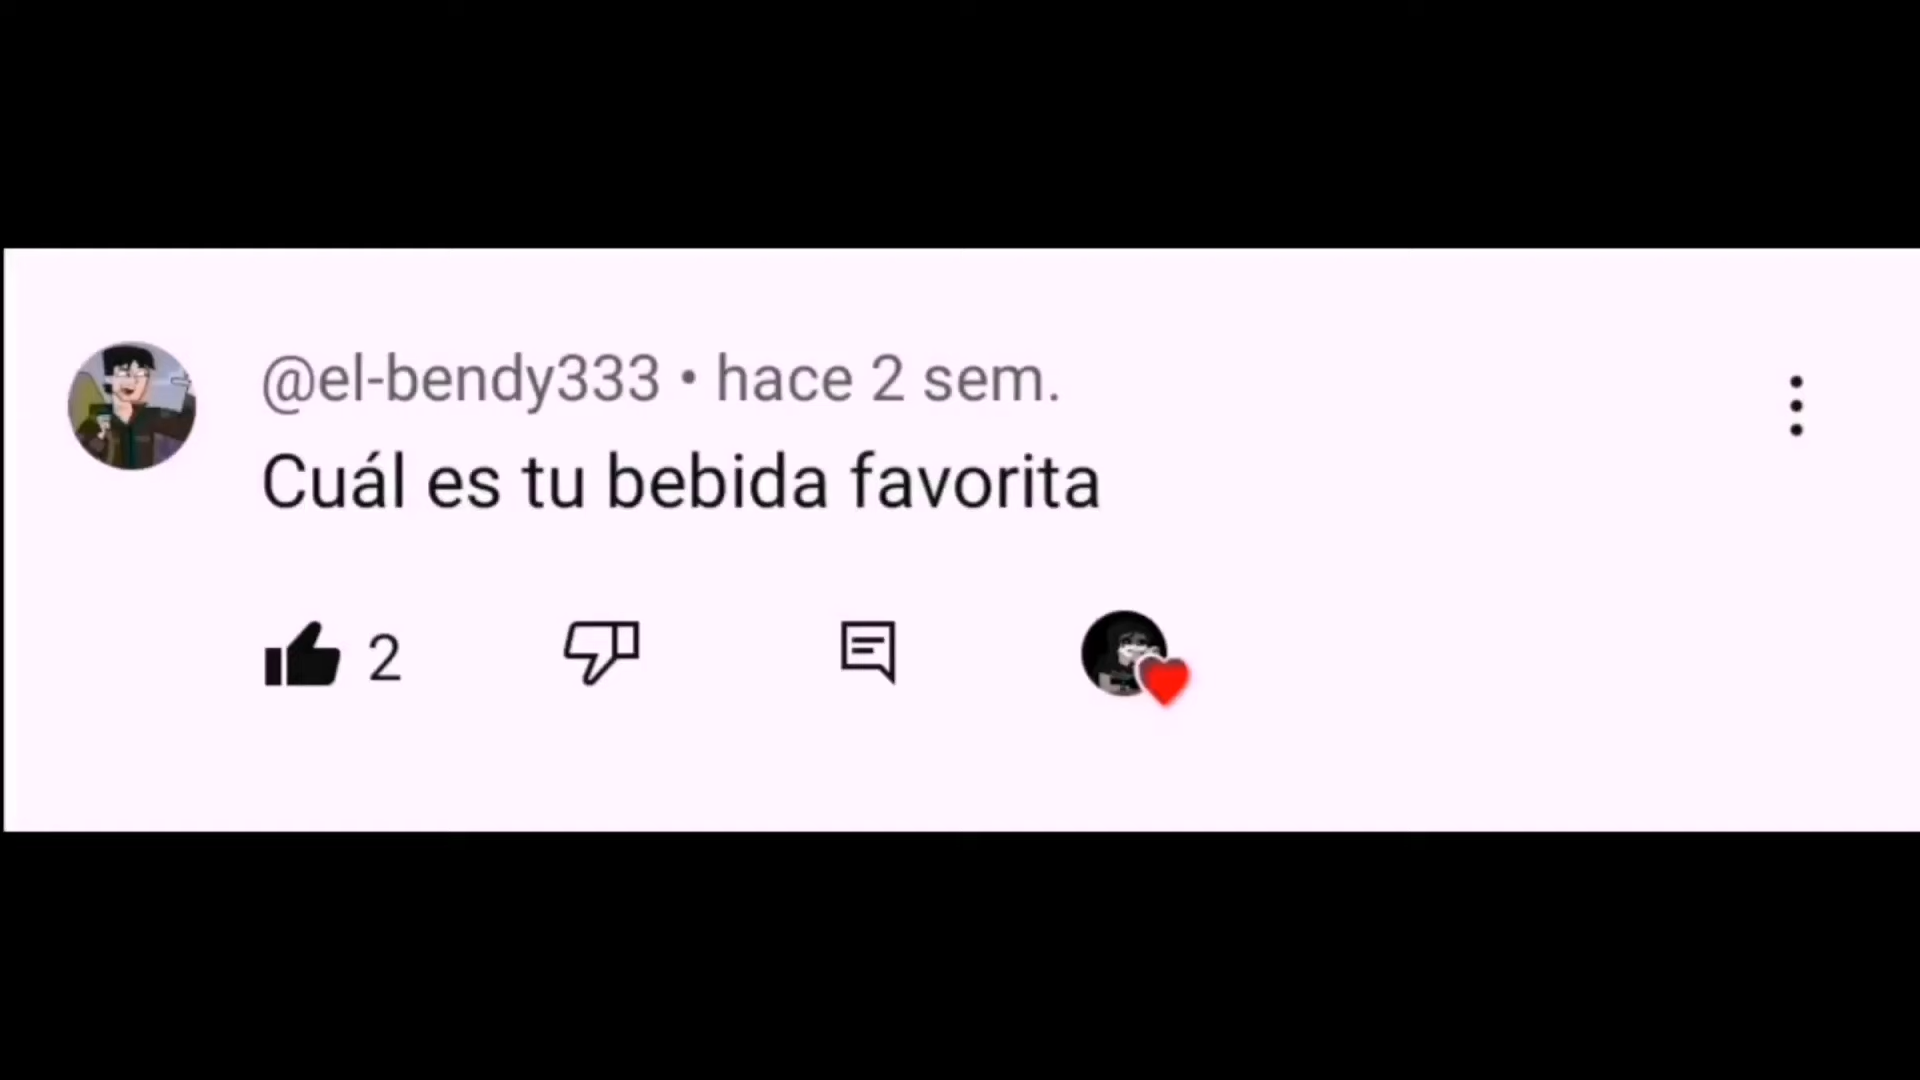 @el-bendy333 • hace 2 sem.
Cuál es tu bebida favorita
2